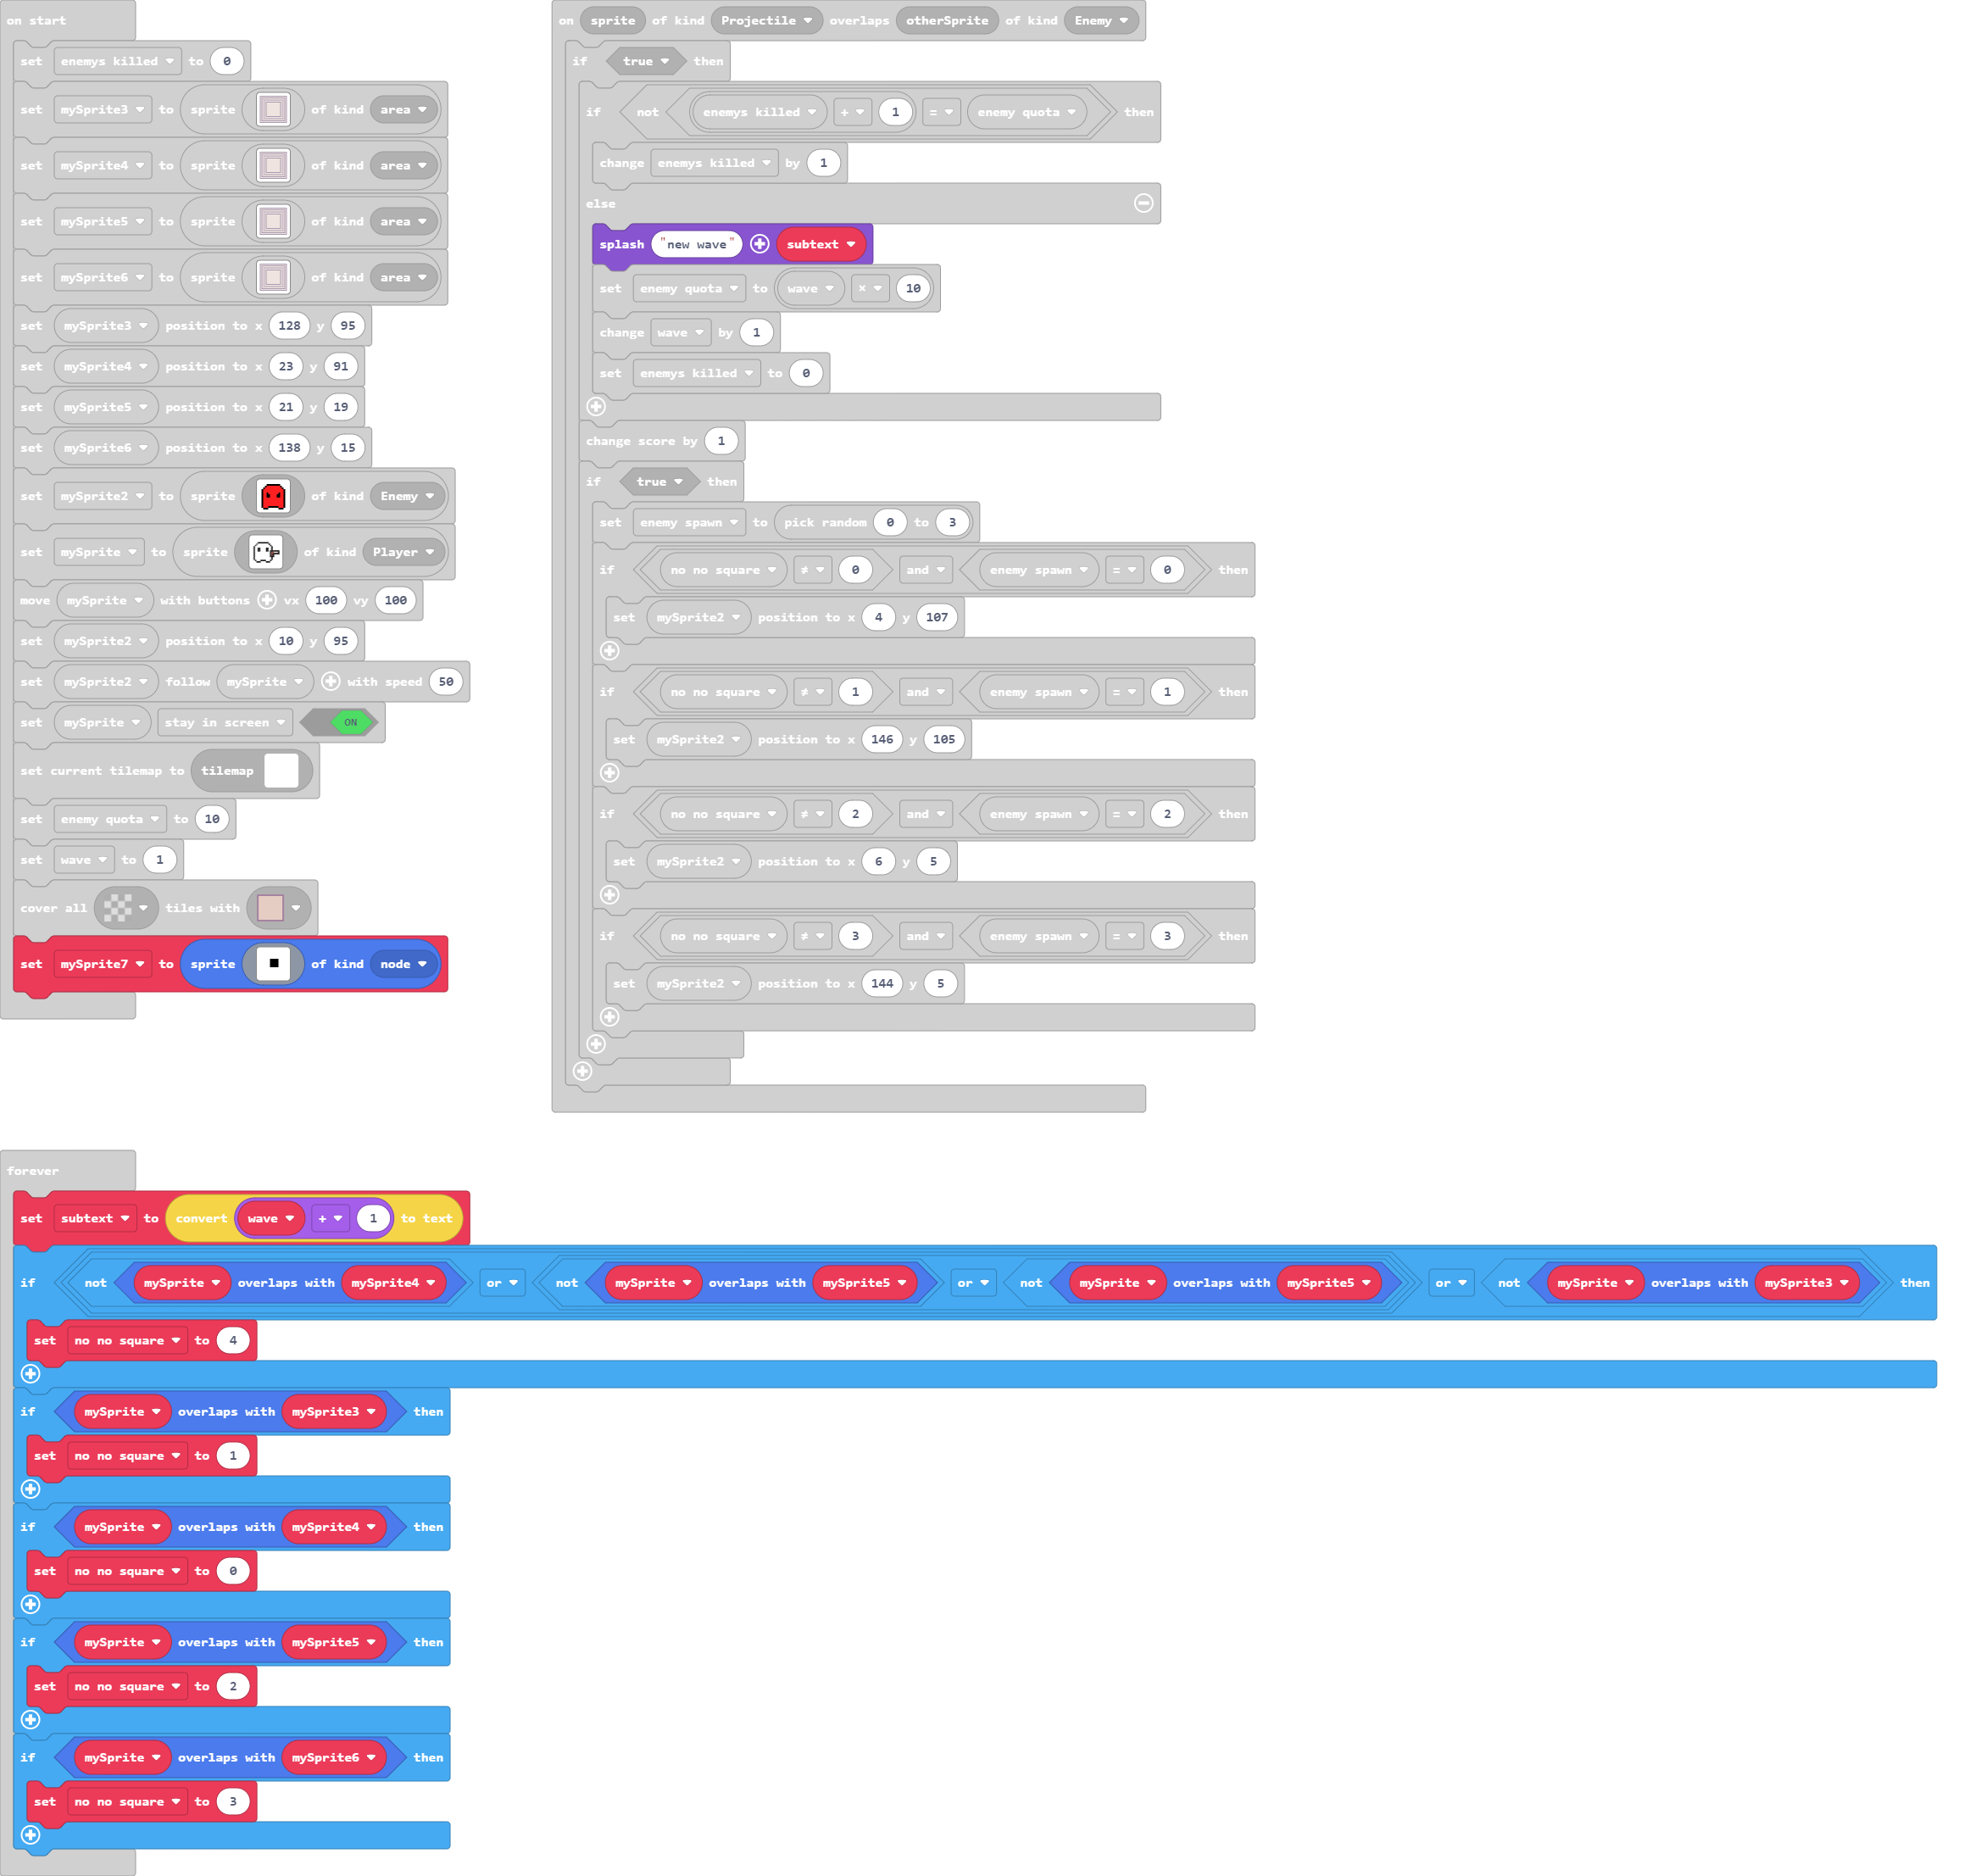 on start
set enemys killed to 0
set mySprite3 to sprite of kind area
set mySprite4 to sprite of kind area
set mySprite5 to sprite of kind area
set mySprite6 to sprite of kind area
set mySprite3 position to x 128 y 95
set mySprite4 position to x 23 y 91
set mySprite5 position to x 21 y 19
set mySprite6 position to x 138 y 15
set mySprite2 to sprite of kind Enemy
set mySprite to sprite of kind Player
move mySprite with buttons vx 100 vy 100
set mySprite2 position to x 10 y 95
set mySprite2 follow mySprite with speed 50
set mySprite stay in screen ON
set current tilemap to tilemap
set enemy quota to 10
set wave to 1
cover all tiles with
set mySprite7 to sprite of kind node
on sprite of kind Projectile overlaps otherSprite of kind Enemy
if true then
if not enemys killed + 1 = enemy quota then
change enemys killed by 1
else
splash "new wave" subtext
set enemy quota to wave × 10
change wave by 1
set enemys killed to 0
change score by 1
if true then
set enemy spawn to pick random 0 to 3
if no no square ≠ 0 and enemy spawn = 0 then
set mySprite2 position to x 4 y 107
if no no square ≠ 1 and enemy spawn = 1 then
set mySprite2 position to x 146 y 105
if no no square ≠ 2 and enemy spawn = 2 then
set mySprite2 position to x 6 y 5
if no no square ≠ 3 and enemy spawn = 3 then
set mySprite2 position to x 144 y 5
forever
set subtext to convert wave + 1 to text
if not mySprite overlaps with mySprite4 or not mySprite overlaps with mySprite5 or not mySprite overlaps with mySprite5 or not mySprite overlaps with mySprite3 then
set no no square to 4
if mySprite overlaps with mySprite3 then
set no no square to 1
if mySprite overlaps with mySprite4 then
set no no square to 0
if mySprite overlaps with mySprite5 then
set no no square to 2
if mySprite overlaps with mySprite6 then
set no no square to 3